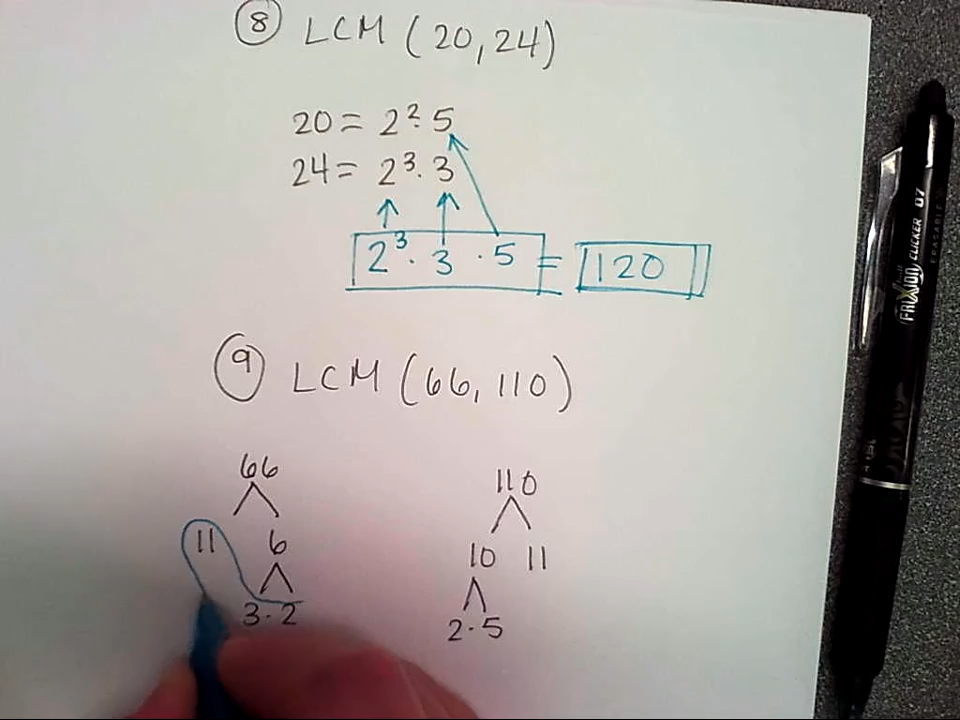 8 LCM (20, 24)
20 = 2². 5
24 = 2³. 3
2³ . 3 . 5 = 120
9 LCM (66, 110)
66
11 6
3 . 2
110
10 11
2 . 5
FRIXION CLICKER 07
ERASABLE